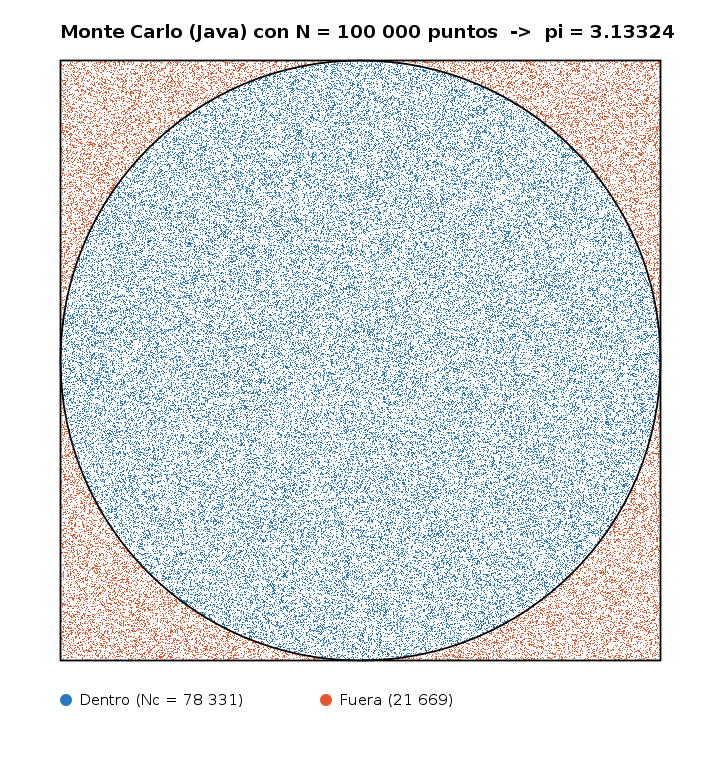 Monte Carlo (Java) con N = 100 000 puntos -> pi = 3.13324
Dentro (Nc = 78 331)
Fuera (21 669)